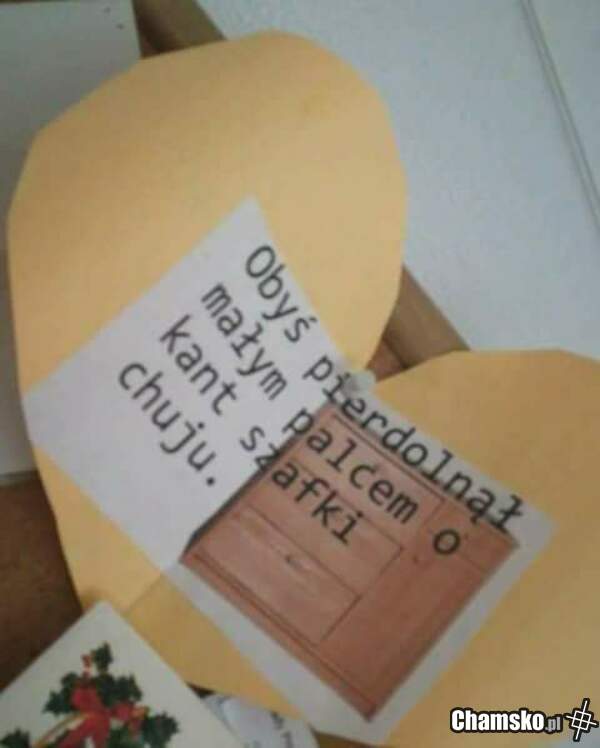 Obyś pierdolnął
małym palcem o
kant szafki
chuju.
Chamsko.pl